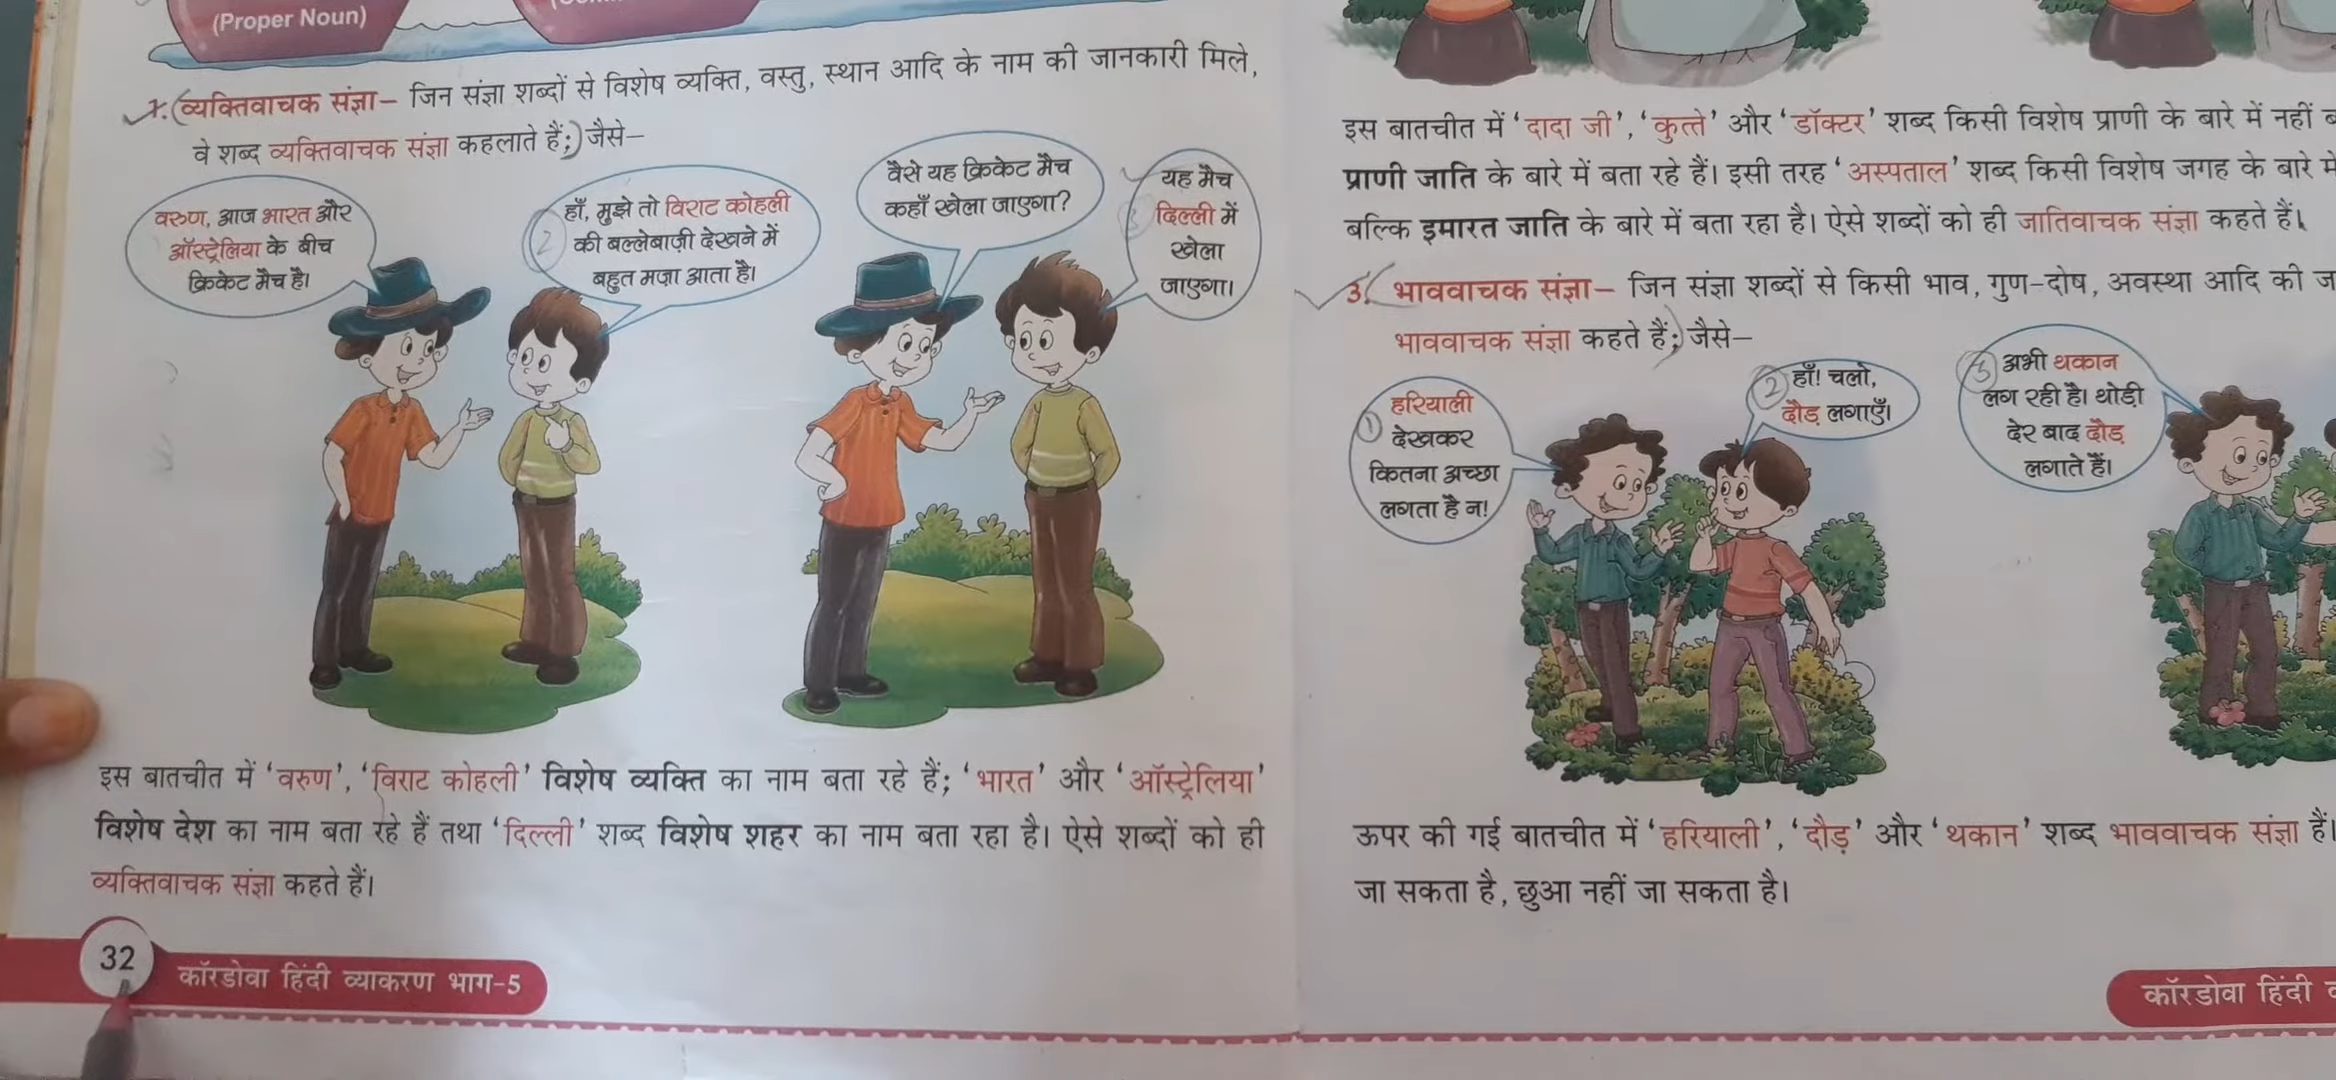 (Proper Noun)
1. (व्यक्तिवाचक संज्ञा– जिन संज्ञा शब्दों से विशेष व्यक्ति, वस्तु, स्थान आदि के नाम की जानकारी मिले,
वे शब्द व्यक्तिवाचक संज्ञा कहलाते हैं;) जैसे–
वरुण, आज भारत और
ऑस्ट्रेलिया के बीच
क्रिकेट मैच है।
2
हाँ, मुझे तो विराट कोहली
की बल्लेबाज़ी देखने में
बहुत मज़ा आता है।
वैसे यह क्रिकेट मैच
कहाँ खेला जाएगा?
3
यह मैच
दिल्ली में
खेला
जाएगा।
इस बातचीत में ‘वरुण’, ‘विराट कोहली’ विशेष व्यक्ति का नाम बता रहे हैं; ‘भारत’ और ‘ऑस्ट्रेलिया’
विशेष देश का नाम बता रहे हैं तथा ‘दिल्ली’ शब्द विशेष शहर का नाम बता रहा है। ऐसे शब्दों को ही
व्यक्तिवाचक संज्ञा कहते हैं।
32
कॉरडोवा हिंदी व्याकरण भाग-5
इस बातचीत में ‘दादा जी’, ‘कुत्ते’ और ‘डॉक्टर’ शब्द किसी विशेष प्राणी के बारे में नहीं
प्राणी जाति के बारे में बता रहे हैं। इसी तरह ‘अस्पताल’ शब्द किसी विशेष जगह के बारे में
बल्कि इमारत जाति के बारे में बता रहा है। ऐसे शब्दों को ही जातिवाचक संज्ञा कहते हैं।
3. (भाववाचक संज्ञा– जिन संज्ञा शब्दों से किसी भाव, गुण-दोष, अवस्था आदि की
भाववाचक संज्ञा कहते हैं;) जैसे–
1
हरियाली
देखकर
कितना अच्छा
लगता है न!
2
हाँ! चलो,
दौड़ लगाएँ।
3
अभी थकान
लग रही है। थोड़ी
देर बाद दौड़
लगाते हैं।
ऊपर की गई बातचीत में ‘हरियाली’, ‘दौड़’ और ‘थकान’ शब्द भाववाचक संज्ञा हैं।
जा सकता है, छुआ नहीं जा सकता है।
कॉरडोवा हिंदी